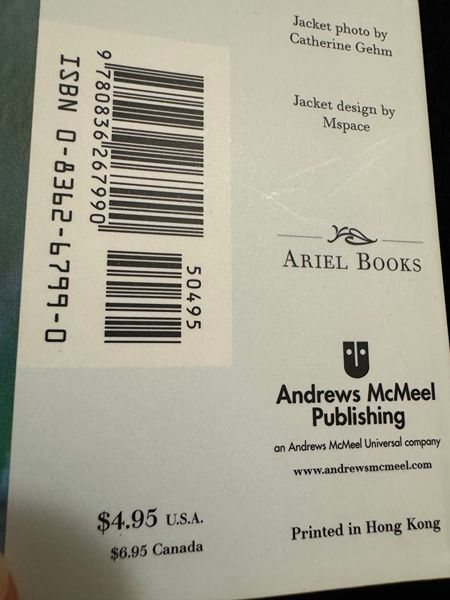 Jacket photo by
Catherine Gehm
Jacket design by
Mspace
ISBN 0-8362-6799-0
9 780836 267990
50495
ARIEL BOOKS
Andrews McMeel
Publishing
an Andrews McMeel Universal company
www.andrewsmcmeel.com
$4.95 U.S.A.
$6.95 Canada
Printed in Hong Kong